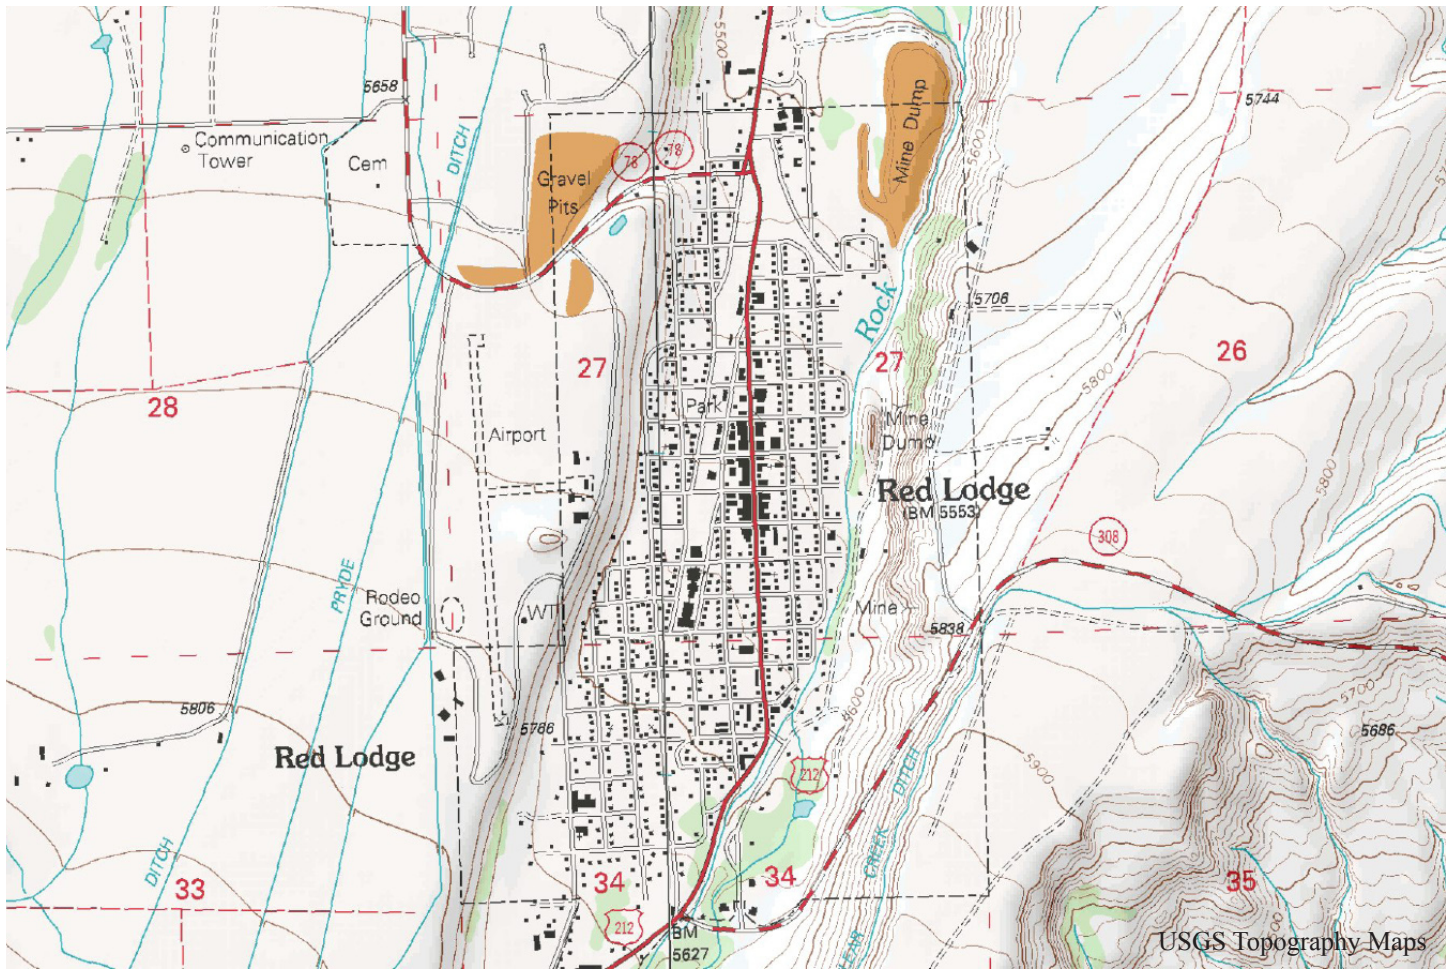 5500
5658
5744
DITCH
Communication
Tower
Cem
78
78
Mine Dump
5600
Gravel
Pits
Rock
5708
27
27
26
28
5800
Park
Airport
Mine
Dump
Red Lodge
(BM 5553)
5800
308
PRYDE
Rodeo
Ground
WT
Mine
5838
5806
5766
5600
5700
5686
Red Lodge
212
5900
DITCH
DITCH
CREEK
33
34
34
35
212
BM
5627
USGS Topography Maps